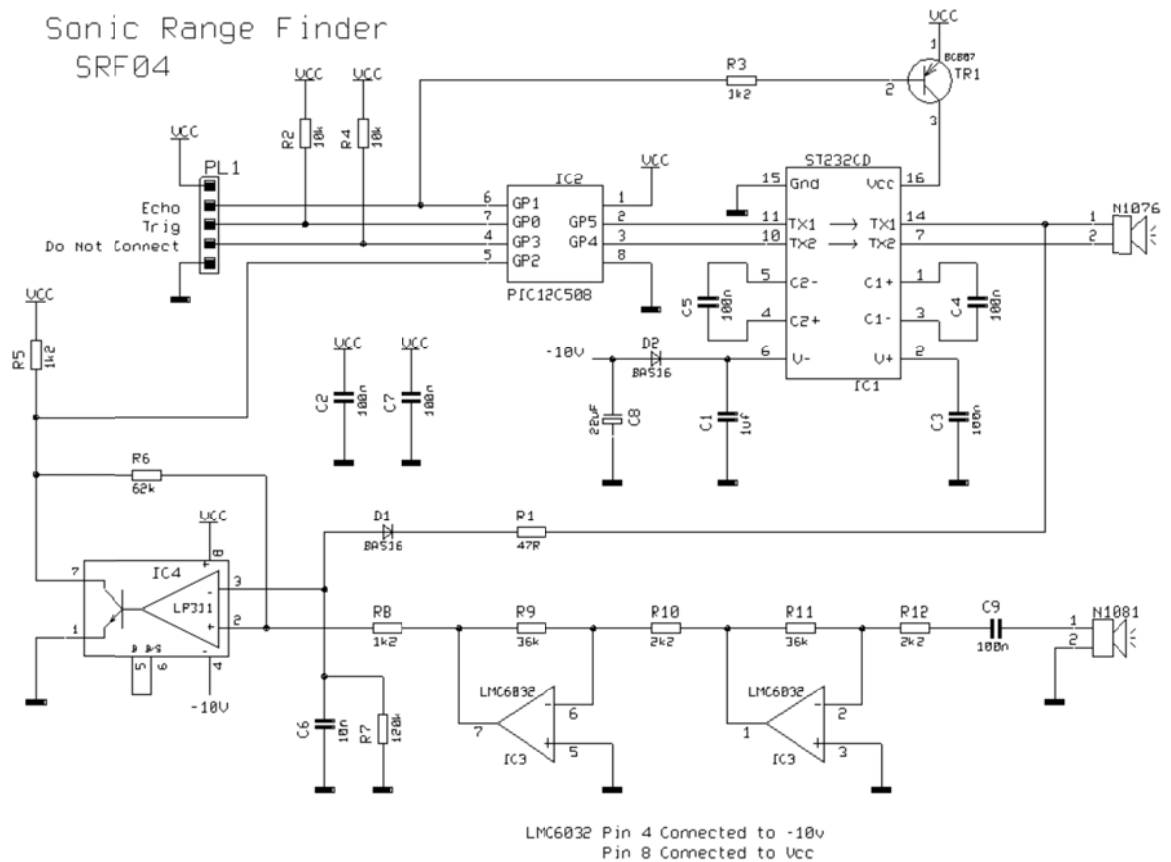 Sonic Range Finder
SRF04
VCC
1
BC807
TR1
2
3
R3
1k2
VCC
R2
10k
VCC
R4
10k
VCC
PL1
Echo
Trig
Do Not Connect
IC2
VCC
6 GP1 1
7 GP0 GP5 2
4 GP3 GP4 3
5 GP2 8
PIC12C508
ST232CD
15 Gnd Vcc 16
11 TX1 TX1 14
10 TX2 TX2 7
5 C2- C1+ 1
4 C2+ C1- 3
6 V- V+ 2
IC1
N1076
1
2
C5
100n
C4
100n
-10V
D2
BAS16
22uF
C8
C1
1uf
C3
100n
VCC
R5
1k2
VCC
C2
100n
VCC
C7
100n
R6
62k
VCC
8
+
IC4
7
LP311
- 3
+ 2
1
5
6
-
4
-10V
D1
BAS16
R1
47R
R8
1k2
R9
36k
R10
2k2
R11
36k
R12
2k2
C9
100n
N1081
1
2
C6
10n
R7
120k
LMC6032
- 6
7
+ 5
IC3
LMC6032
- 2
1
+ 3
IC3
LMC6032 Pin 4 Connected to -10v
Pin 8 Connected to Vcc